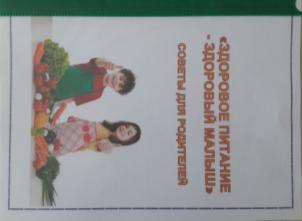 «ЗДОРОВОЕ ПИТАНИЕ
- ЗДОРОВЫЙ МАЛЫШ»
СОВЕТЫ ДЛЯ РОДИТЕЛЕЙ